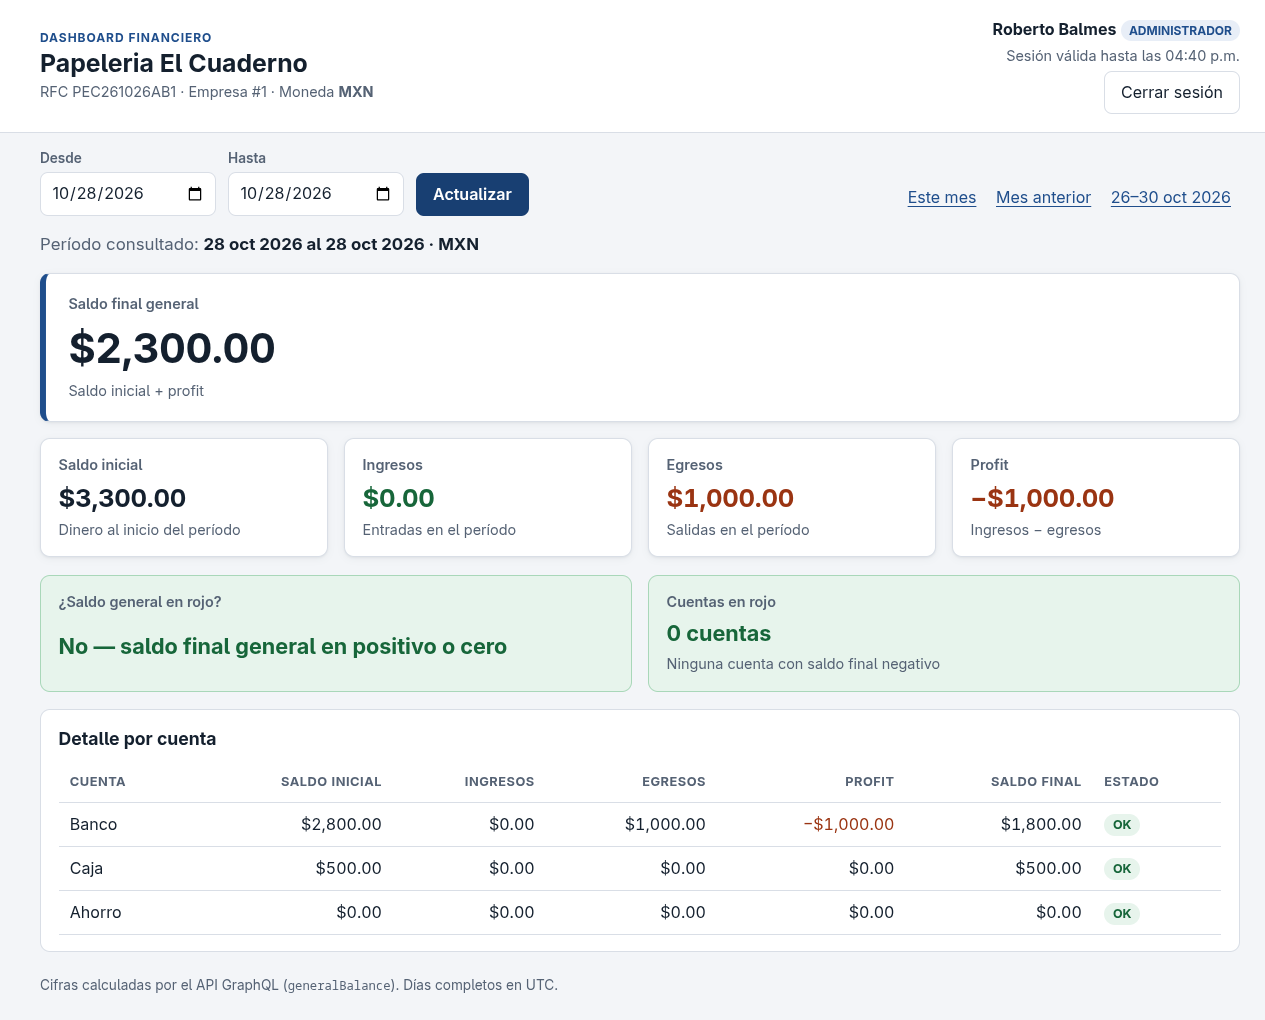 DASHBOARD FINANCIERO
Papeleria El Cuaderno
RFC PEC261026AB1 · Empresa #1 · Moneda MXN
Roberto Balmes ADMINISTRADOR
Sesión válida hasta las 04:40 p.m.
Cerrar sesión
Desde Hasta
10/28/2026 10/28/2026 Actualizar
Este mes Mes anterior 26–30 oct 2026
Período consultado: 28 oct 2026 al 28 oct 2026 · MXN
Saldo final general
$2,300.00
Saldo inicial + profit
Saldo inicial
$3,300.00
Dinero al inicio del período
Ingresos
$0.00
Entradas en el período
Egresos
$1,000.00
Salidas en el período
Profit
−$1,000.00
Ingresos − egresos
¿Saldo general en rojo?
No — saldo final general en positivo o cero
Cuentas en rojo
0 cuentas
Ninguna cuenta con saldo final negativo
Detalle por cuenta
CUENTA SALDO INICIAL INGRESOS EGRESOS PROFIT SALDO FINAL ESTADO
Banco $2,800.00 $0.00 $1,000.00 −$1,000.00 $1,800.00 OK
Caja $500.00 $0.00 $0.00 $0.00 $500.00 OK
Ahorro $0.00 $0.00 $0.00 $0.00 $0.00 OK
Cifras calculadas por el API GraphQL (generalBalance). Días completos en UTC.